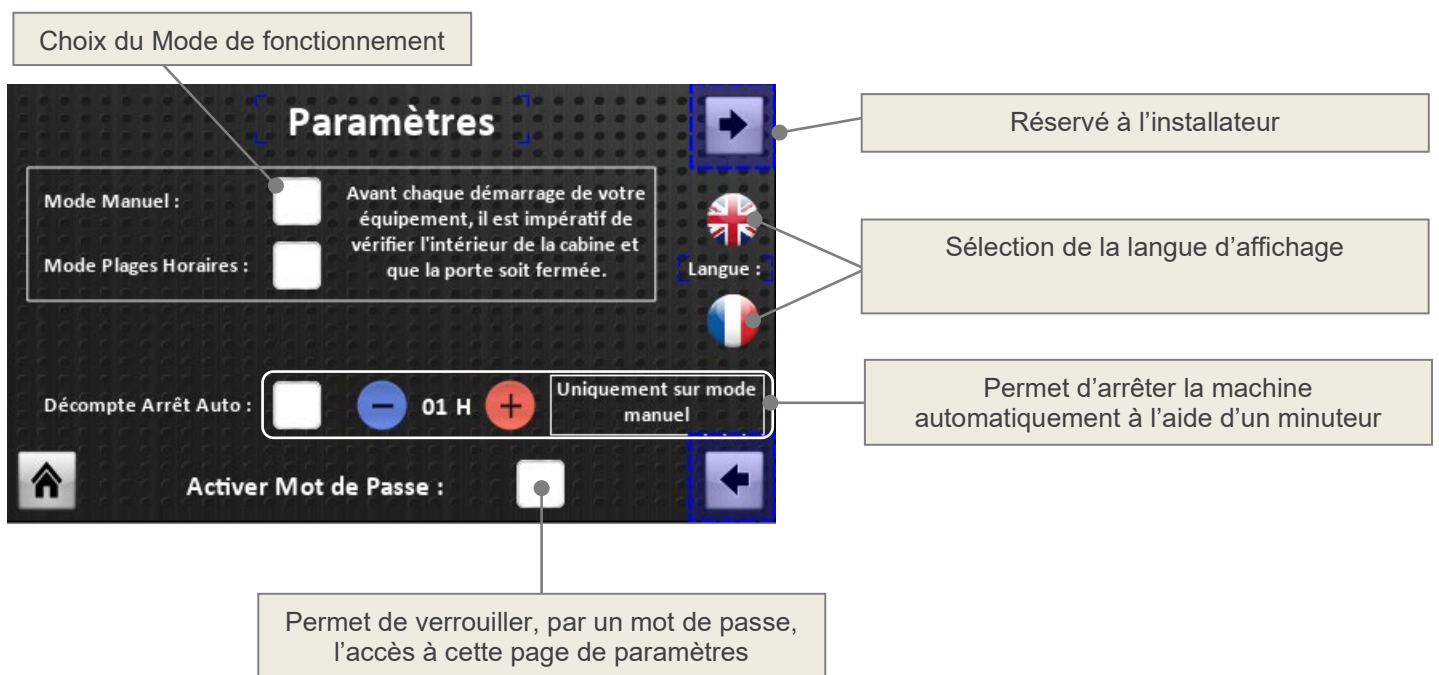 Choix du Mode de fonctionnement
Paramètres
Réservé à l’installateur
Mode Manuel :
Avant chaque démarrage de votre
équipement, il est impératif de
vérifier l'intérieur de la cabine et
que la porte soit fermée.
Mode Plages Horaires :
Langue :
Sélection de la langue d’affichage
Décompte Arrêt Auto :
01 H
Uniquement sur mode
manuel
Permet d’arrêter la machine
automatiquement à l’aide d’un minuteur
Activer Mot de Passe :
Permet de verrouiller, par un mot de passe,
l’accès à cette page de paramètres